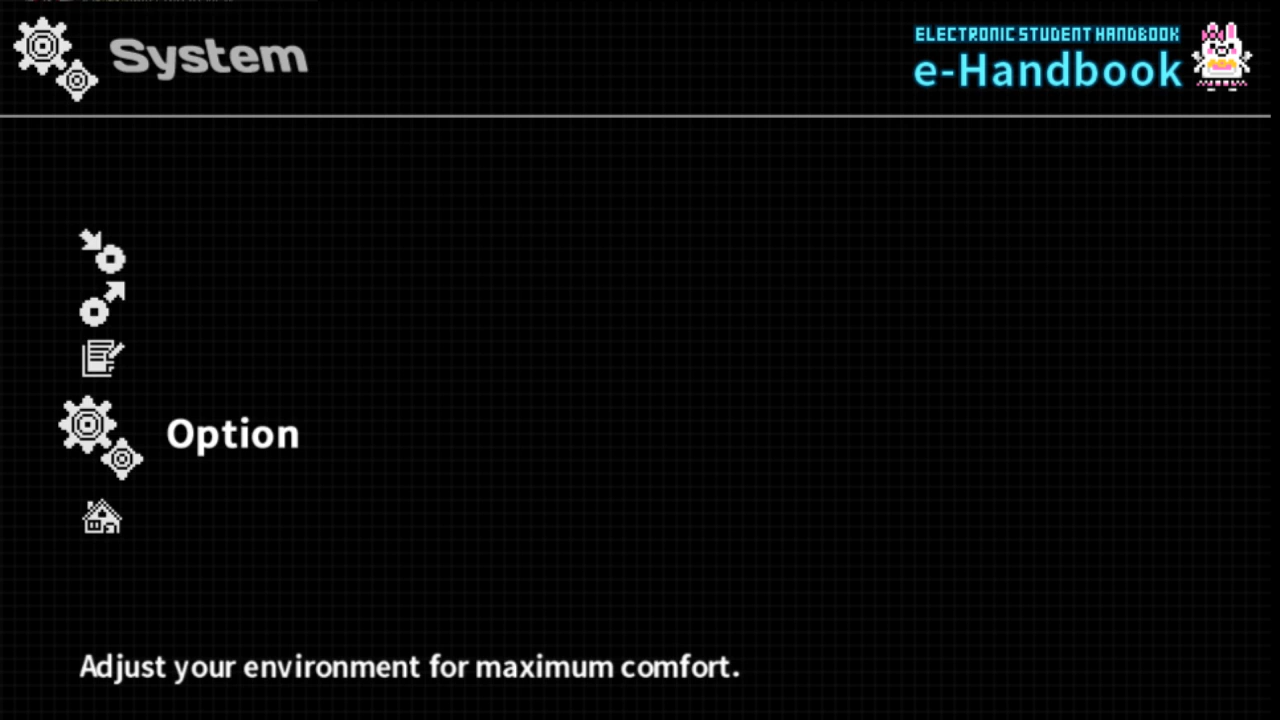 System
ELECTRONIC STUDENT HANDBOOK
e-Handbook
Option
Adjust your environment for maximum comfort.